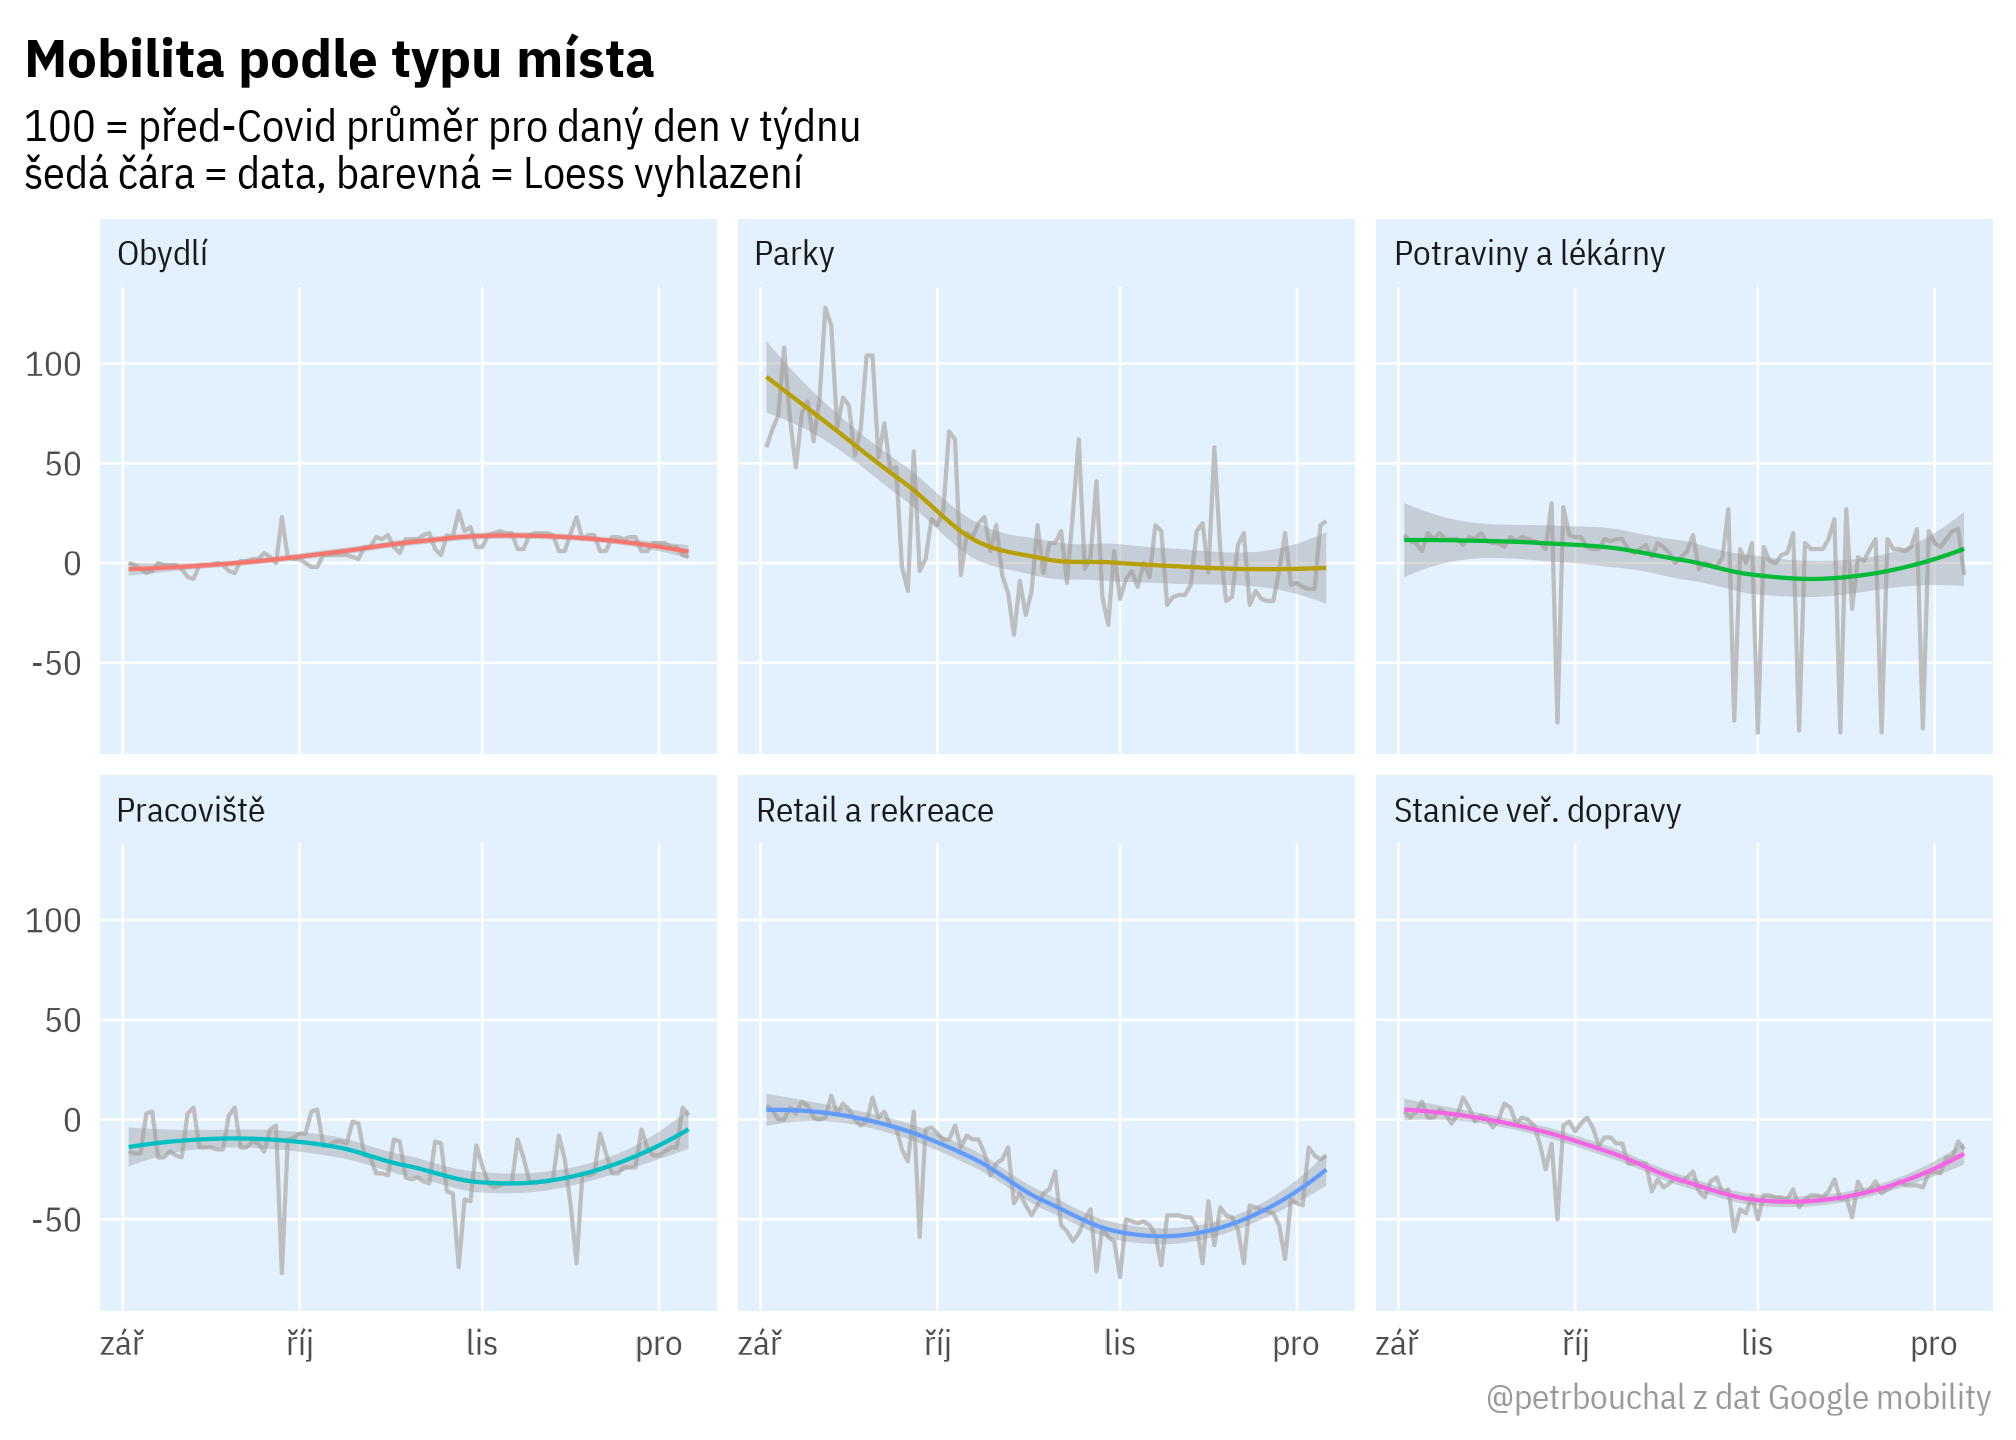 Mobilita podle typu místa
100 = před-Covid průměr pro daný den v týdnu
šedá čára = data, barevná = Loess vyhlazení
Obydlí
Parky
Potraviny a lékárny
100
50
0
-50
Pracoviště
Retail a rekreace
Stanice veř. dopravy
100
50
0
-50
zář říj lis pro
zář říj lis pro
zář říj lis pro
@petrbouchal z dat Google mobility